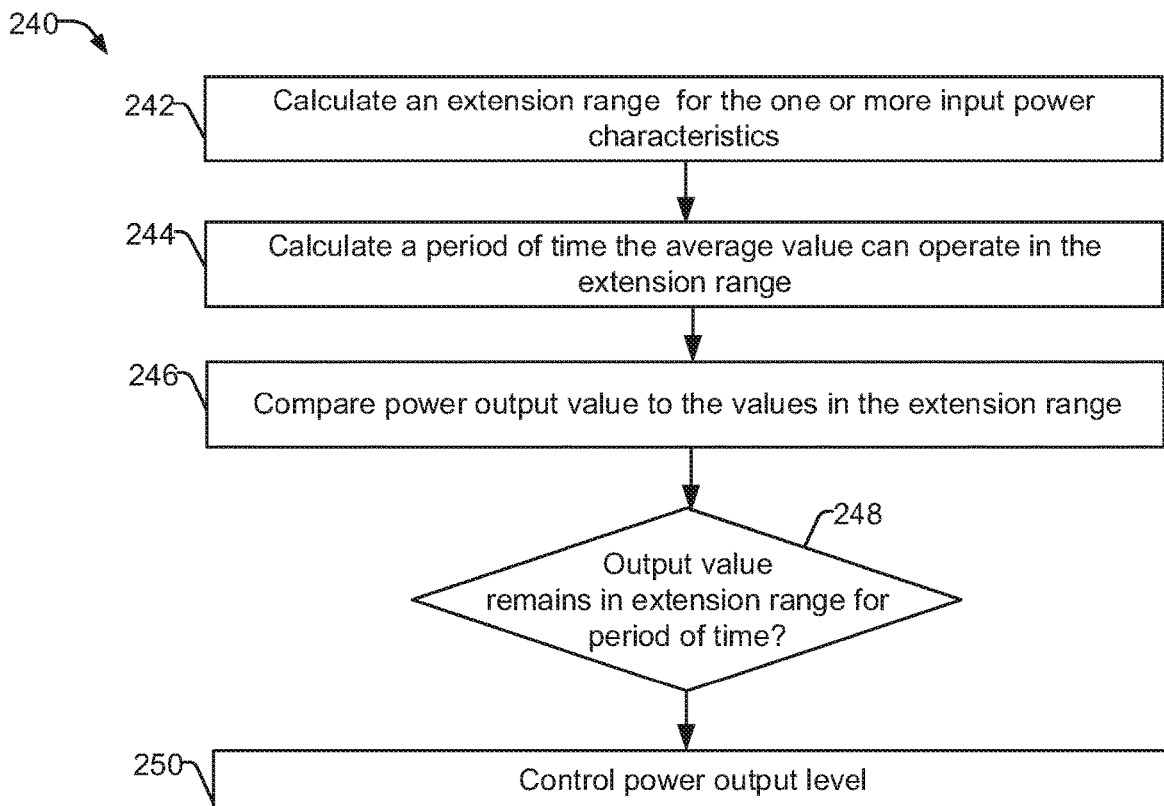 240
242
Calculate an extension range for the one or more input power
characteristics
244
Calculate a period of time the average value can operate in the
extension range
246
Compare power output value to the values in the extension range
248
Output value
remains in extension range for
period of time?
250
Control power output level